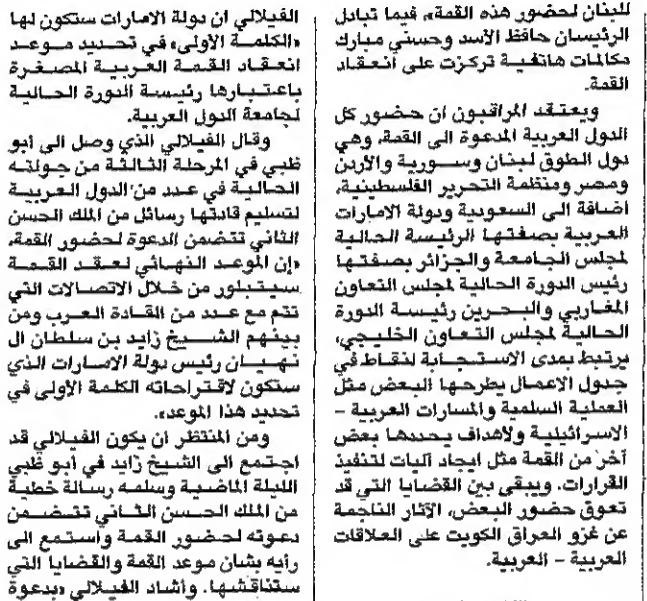 للبنان لحضور هذه القمة»، فيما تبادل
الرئيسان حافظ الأسد وحسني مبارك
مكالمات هاتفية تركزت على انعقاد
القمة.
ويعتقد المراقبون ان حضور كل
الدول العربية المدعوة الى القمة، وهي
دول الطوق لبنان وسورية والأردن
ومصر ومنظمة التحرير الفلسطينية،
اضافة الى السعودية ودولة الامارات
العربية بصفتها الرئيسة الحالية
لمجلس الجامعة والجزائر بصفتها
رئيس الدورة الحالية لمجلس التعاون
المغاربي والبحرين رئيسة الدورة
الحالية لمجلس التعاون الخليجي،
يرتبط بمدى الاستجابة لنقاط في
جدول الاعمال يطرحها البعض مثل
العملية السلمية والمسارات العربية -
الاسرائيلية ولأهداف يحددها بعض
آخر من القمة مثل ايجاد آليات لتنفيذ
القرارات. ويبقى بين القضايا التي قد
تعوق حضور البعض، الآثار الناجمة
عن غزو العراق الكويت على العلاقات
العربية - العربية.
الفيلالي ان دولة الامارات ستكون لها
«الكلمة الأولى» في تحديد موعد
انعقاد القمة العربية المصغرة
باعتبارها رئيسة الدورة الحالية
لجامعة الدول العربية.
وقال الفيلالي الذي وصل الى أبو
ظبي في المرحلة الثالثة من جولته
الحالية في عدد من الدول العربية
لتسليم قادتها رسائل من الملك الحسن
الثاني تتضمن الدعوة لحضور القمة،
«إن الموعد النهائي لعقد القمة
سيتبلور من خلال الاتصالات التي
تتم مع عدد من القادة العرب ومن
بينهم الشيخ زايد بن سلطان ال
نهيان رئيس دولة الامارات الذي
ستكون لاقتراحاته الكلمة الأولى في
تحديد هذا الموعد».
ومن المنتظر ان يكون الفيلالي قد
اجتمع الى الشيخ زايد في أبو ظبي
الليلة الماضية وسلمه رسالة خطية
من الملك الحسن الثاني تتضمن
دعوته لحضور القمة واستمع الى
رأيه بشان موعد القمة والقضايا التي
ستناقشها. وأشاد الفيلالي «بدعوة